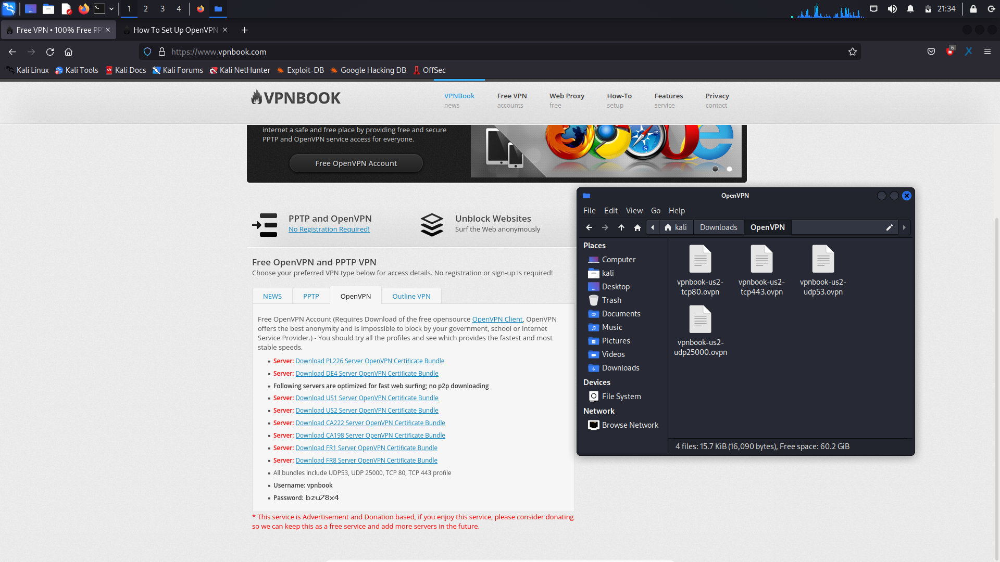 1 2 3 4
21:34
Free VPN • 100% Free PP
How To Set Up OpenVPN
https://www.vpnbook.com
6
Kali Linux Kali Tools Kali Docs Kali Forums Kali NetHunter Exploit-DB Google Hacking DB OffSec
VPNBOOK
VPNBook Free VPN Web Proxy How-To Features Privacy
news accounts free setup service contact
internet a safe and free place by providing free and secure
PPTP and OpenVPN service access for everyone.
Free OpenVPN Account
PPTP and OpenVPN
No Registration Required!
Unblock Websites
Surf the Web anonymously
Free OpenVPN and PPTP VPN
Choose your preferred VPN type below for access details. No registration or sign-up is required!
NEWS PPTP OpenVPN Outline VPN
Free OpenVPN Account (Requires Download of the free opensource OpenVPN Client, OpenVPN
offers the best anonymity and is impossible to block by your government, school or Internet
Service Provider.) - You should try all the profiles and see which provides the fastest and most
stable speeds.
Server: Download PL226 Server OpenVPN Certificate Bundle
Server: Download DE4 Server OpenVPN Certificate Bundle
Following servers are optimized for fast web surfing; no p2p downloading
Server: Download US1 Server OpenVPN Certificate Bundle
Server: Download US2 Server OpenVPN Certificate Bundle
Server: Download CA222 Server OpenVPN Certificate Bundle
Server: Download CA198 Server OpenVPN Certificate Bundle
Server: Download FR1 Server OpenVPN Certificate Bundle
Server: Download FR8 Server OpenVPN Certificate Bundle
All bundles include UDP53, UDP 25000, TCP 80, TCP 443 profile
Username: vpnbook
Password: bzu78x4
* This service is Advertisement and Donation based, if you enjoy this service, please consider donating
so we can keep this as a free service and add more servers in the future.
OpenVPN
File Edit View Go Help
kali Downloads OpenVPN
Places
Computer
kali
Desktop
Trash
Documents
Music
Pictures
Videos
Downloads
Devices
File System
Network
Browse Network
vpnbook-us2-
tcp80.ovpn
vpnbook-us2-
tcp443.ovpn
vpnbook-us2-
udp53.ovpn
vpnbook-us2-
udp25000.ovpn
4 files: 15.7 KiB (16,090 bytes), Free space: 60.2 GiB